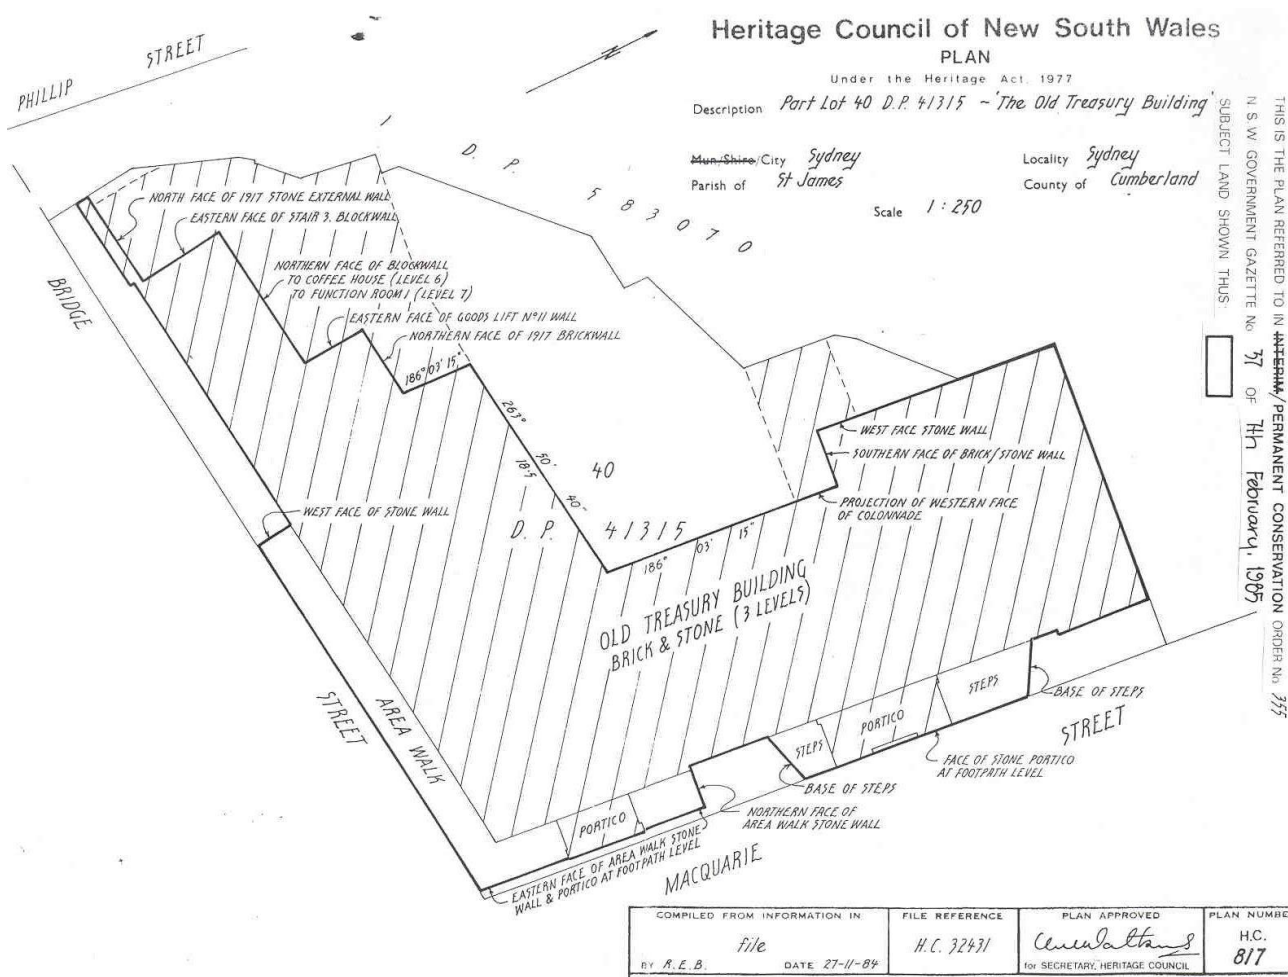 Heritage Council of New South Wales
PLAN
Under the Heritage Act, 1977
Description Part Lot 40 D.P. 41315 ~ 'The Old Treasury Building'
Mun/Shire/City Sydney
Locality Sydney
Parish of St James
County of Cumberland
Scale 1 : 250
THIS IS THE PLAN REFERRED TO IN INTERIM/PERMANENT CONSERVATION ORDER No 355
N.S.W. GOVERNMENT GAZETTE No 37 OF 7th February, 1985
SUBJECT LAND SHOWN THUS:
PHILLIP STREET
N
1
D. P. 583070
NORTH FACE OF 1917 STONE EXTERNAL WALL
EASTERN FACE OF STAIR 3. BLOCKWALL
NORTHERN FACE OF BLOCKWALL
TO COFFEE HOUSE (LEVEL 6)
TO FUNCTION ROOM 1 (LEVEL 7)
EASTERN FACE OF GOODS LIFT Nº11 WALL
NORTHERN FACE OF 1917 BRICKWALL
186° 03' 15"
263° 50' 40"
18.5
40
D. P. 41315
WEST FACE STONE WALL
SOUTHERN FACE OF BRICK/STONE WALL
PROJECTION OF WESTERN FACE
OF COLONNADE
186° 03' 15"
BRIDGE
WEST FACE OF STONE WALL
OLD TREASURY BUILDING
BRICK & STONE (3 LEVELS)
STREET
AREA WALK
STEPS
BASE OF STEPS
PORTICO
STREET
STEPS
FACE OF STONE PORTICO
AT FOOTPATH LEVEL
BASE OF STEPS
NORTHERN FACE OF
AREA WALK STONE WALL
PORTICO
EASTERN FACE OF AREA WALK STONE
WALL & PORTICO AT FOOTPATH LEVEL
MACQUARIE
COMPILED FROM INFORMATION IN
file
BY R.E.B. DATE 27-11-84
FILE REFERENCE
H.C. 32431
PLAN APPROVED
for SECRETARY, HERITAGE COUNCIL
PLAN NUMBE
H.C.
817